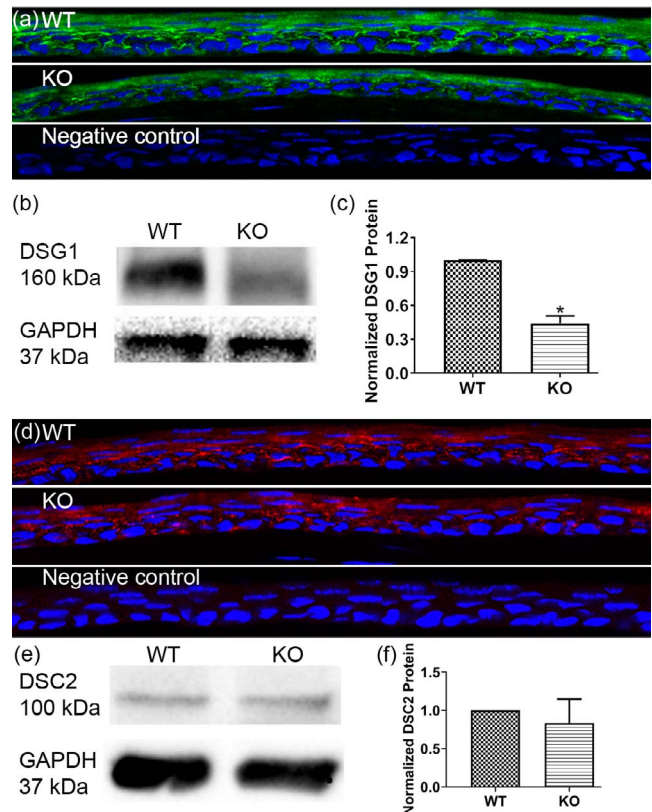 (a) WT
KO
Negative control
(b)
WT KO
DSG1
160 kDa
GAPDH
37 kDa
(c)
Normalized DSG1 Protein
1.2
0.9
0.6
0.3
0.0
*
WT KO
(d) WT
KO
Negative control
(e)
WT KO
DSC2
100 kDa
GAPDH
37 kDa
(f)
Normalized DSC2 Protein
1.5
1.0
0.5
0.0
WT KO